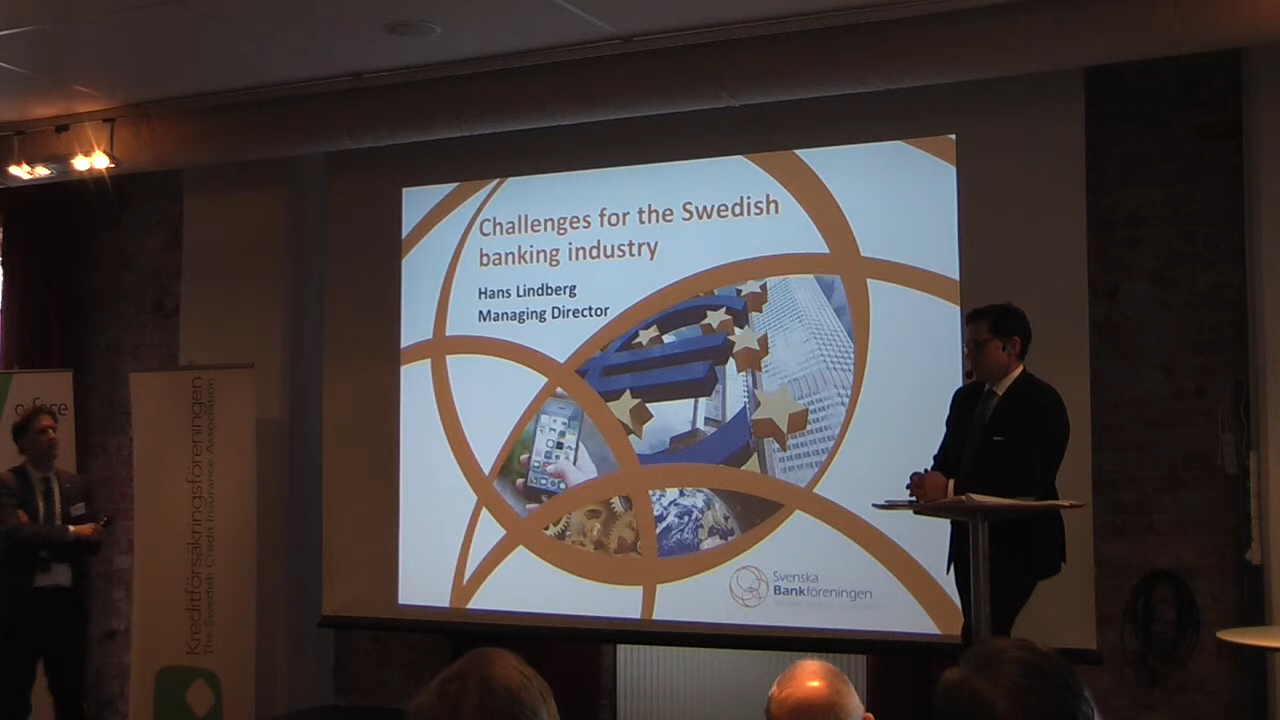 Challenges for the Swedish
banking industry
Hans Lindberg
Managing Director
Svenska
Bankföreningen
Kreditförsäkringsföreningen
The Swedish Credit Insurance Association